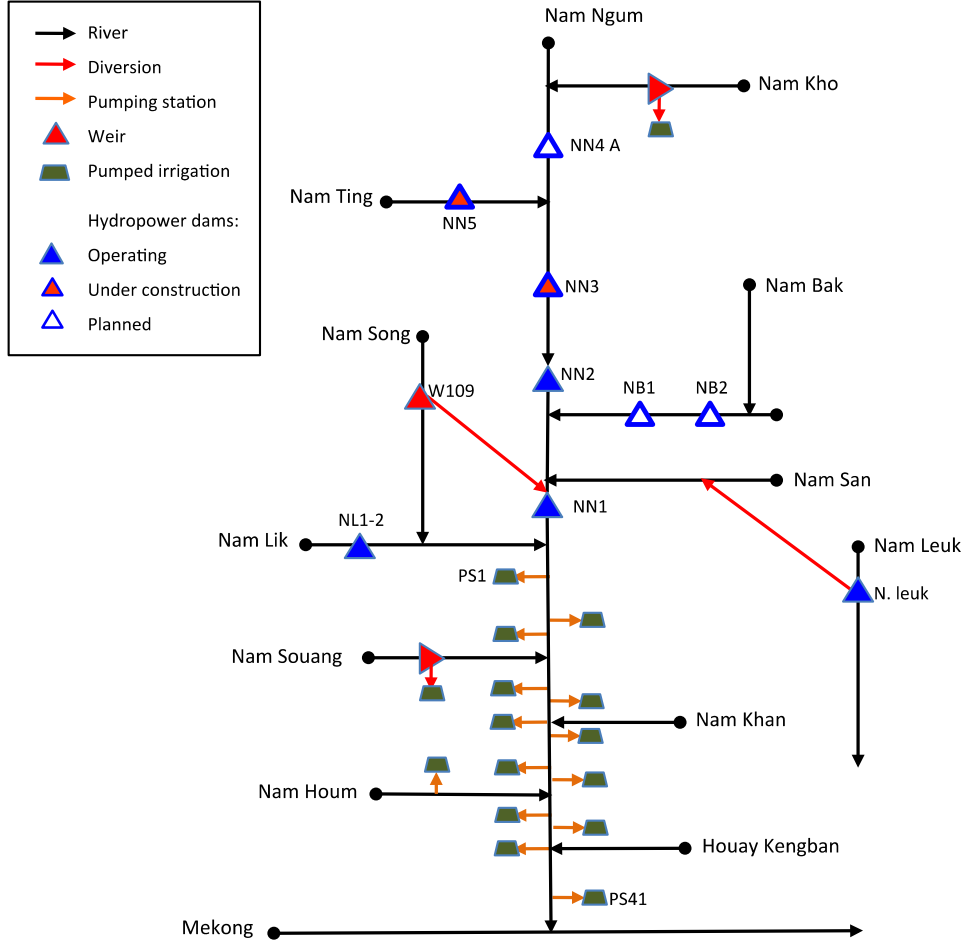 River
Diversion
Pumping station
Weir
Pumped irrigation
Hydropower dams:
Operating
Under construction
Planned
Nam Ngum
Nam Kho
NN4 A
Nam Ting
NN5
NN3
Nam Bak
Nam Song
NN2
W109
NB1
NB2
Nam San
NN1
NL1-2
Nam Lik
Nam Leuk
PS1
N. leuk
Nam Souang
Nam Khan
Nam Houm
Houay Kengban
PS41
Mekong